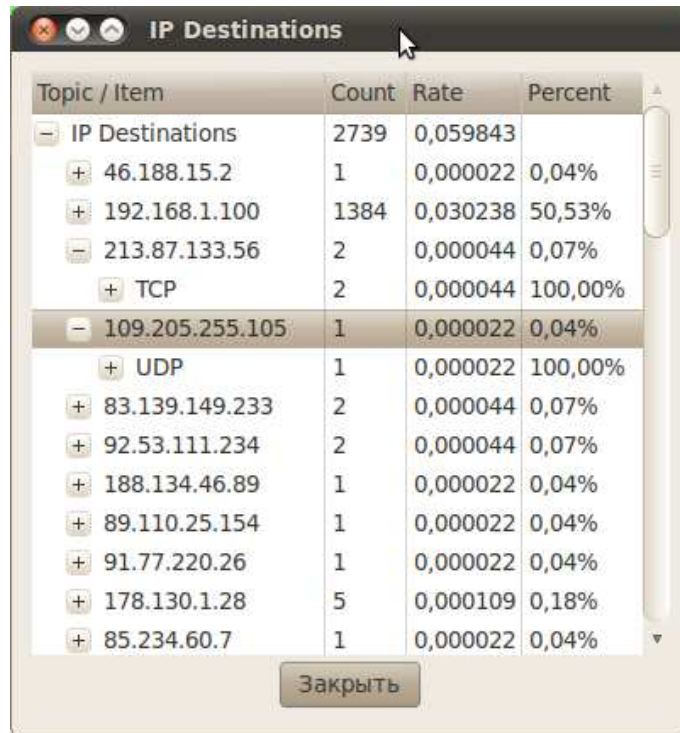 IP Destinations
Topic / Item Count Rate Percent
IP Destinations 2739 0,059843
46.188.15.2 1 0,000022 0,04%
192.168.1.100 1384 0,030238 50,53%
213.87.133.56 2 0,000044 0,07%
TCP 2 0,000044 100,00%
109.205.255.105 1 0,000022 0,04%
UDP 1 0,000022 100,00%
83.139.149.233 2 0,000044 0,07%
92.53.111.234 2 0,000044 0,07%
188.134.46.89 1 0,000022 0,04%
89.110.25.154 1 0,000022 0,04%
91.77.220.26 1 0,000022 0,04%
178.130.1.28 5 0,000109 0,18%
85.234.60.7 1 0,000022 0,04%
Закрыть